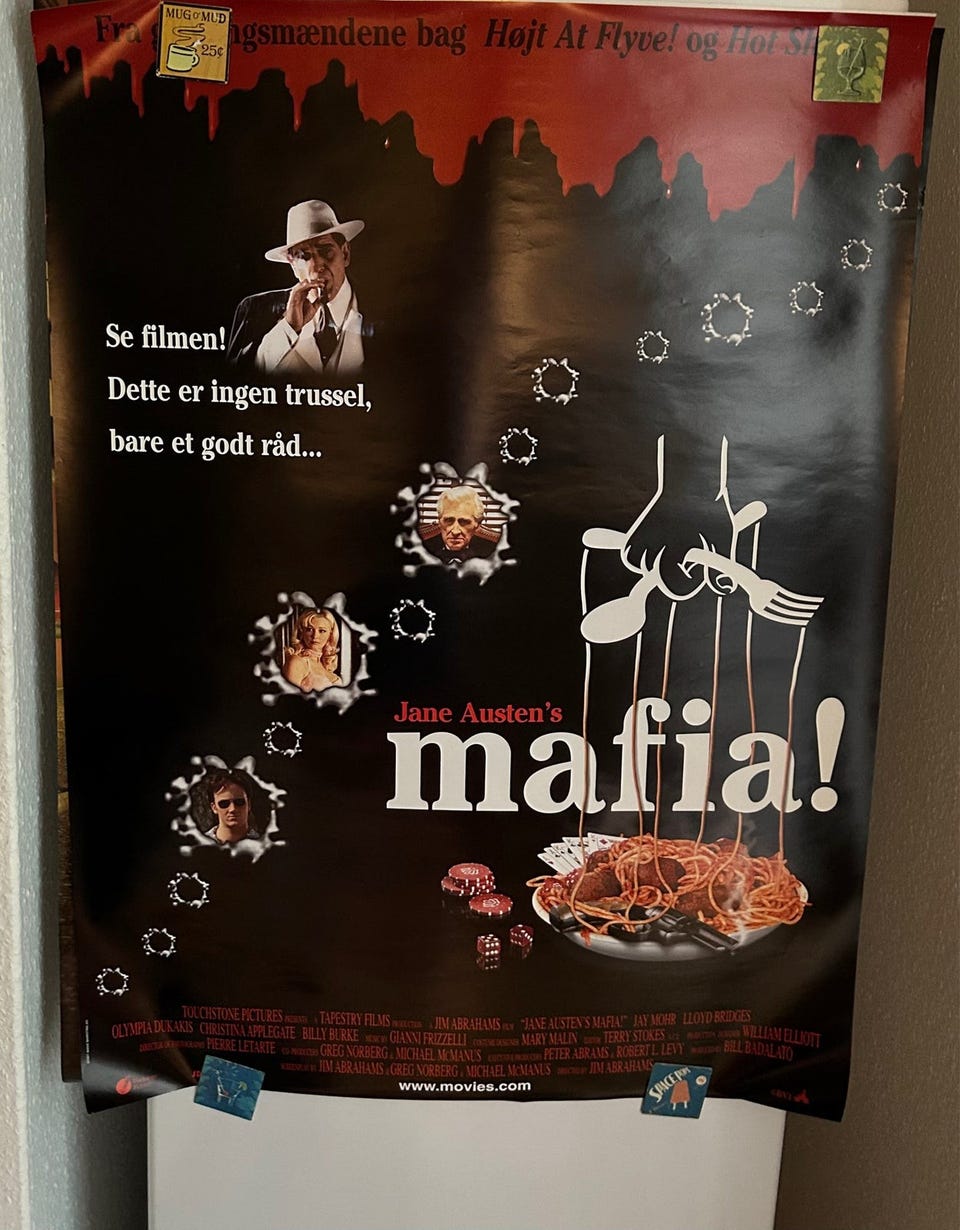 MUG O' MUD
25¢
Fra gsmændene bag Højt At Flyve! og Hot
Se filmen!
Dette er ingen trussel,
bare et godt råd...
Jane Austen's
mafia!
TOUCHSTONE PICTURES PRESENTS A TAPESTRY FILMS PRODUCTION A JIM ABRAHAMS FILM "JANE AUSTEN'S MAFIA!" JAY MOHR LLOYD BRIDGES
OLYMPIA DUKAKIS CHRISTINA APPLEGATE BILLY BURKE MUSIC BY GIANNI FRIZZELLI COSTUME DESIGNER MARY MALIN EDITOR TERRY STOKES PRODUCTION DESIGNER WILLIAM ELLIOTT
DIRECTOR OF PHOTOGRAPHY PIERRE LETARTE CO-PRODUCERS GREG NORBERG & MICHAEL McMANUS EXECUTIVE PRODUCERS PETER ABRAMS & ROBERT L. LEVY PRODUCED BY BILL BADALATO
SCREENPLAY BY JIM ABRAHAMS & GREG NORBERG & MICHAEL McMANUS DIRECTED BY JIM ABRAHAMS
www.movies.com
SPACE POP